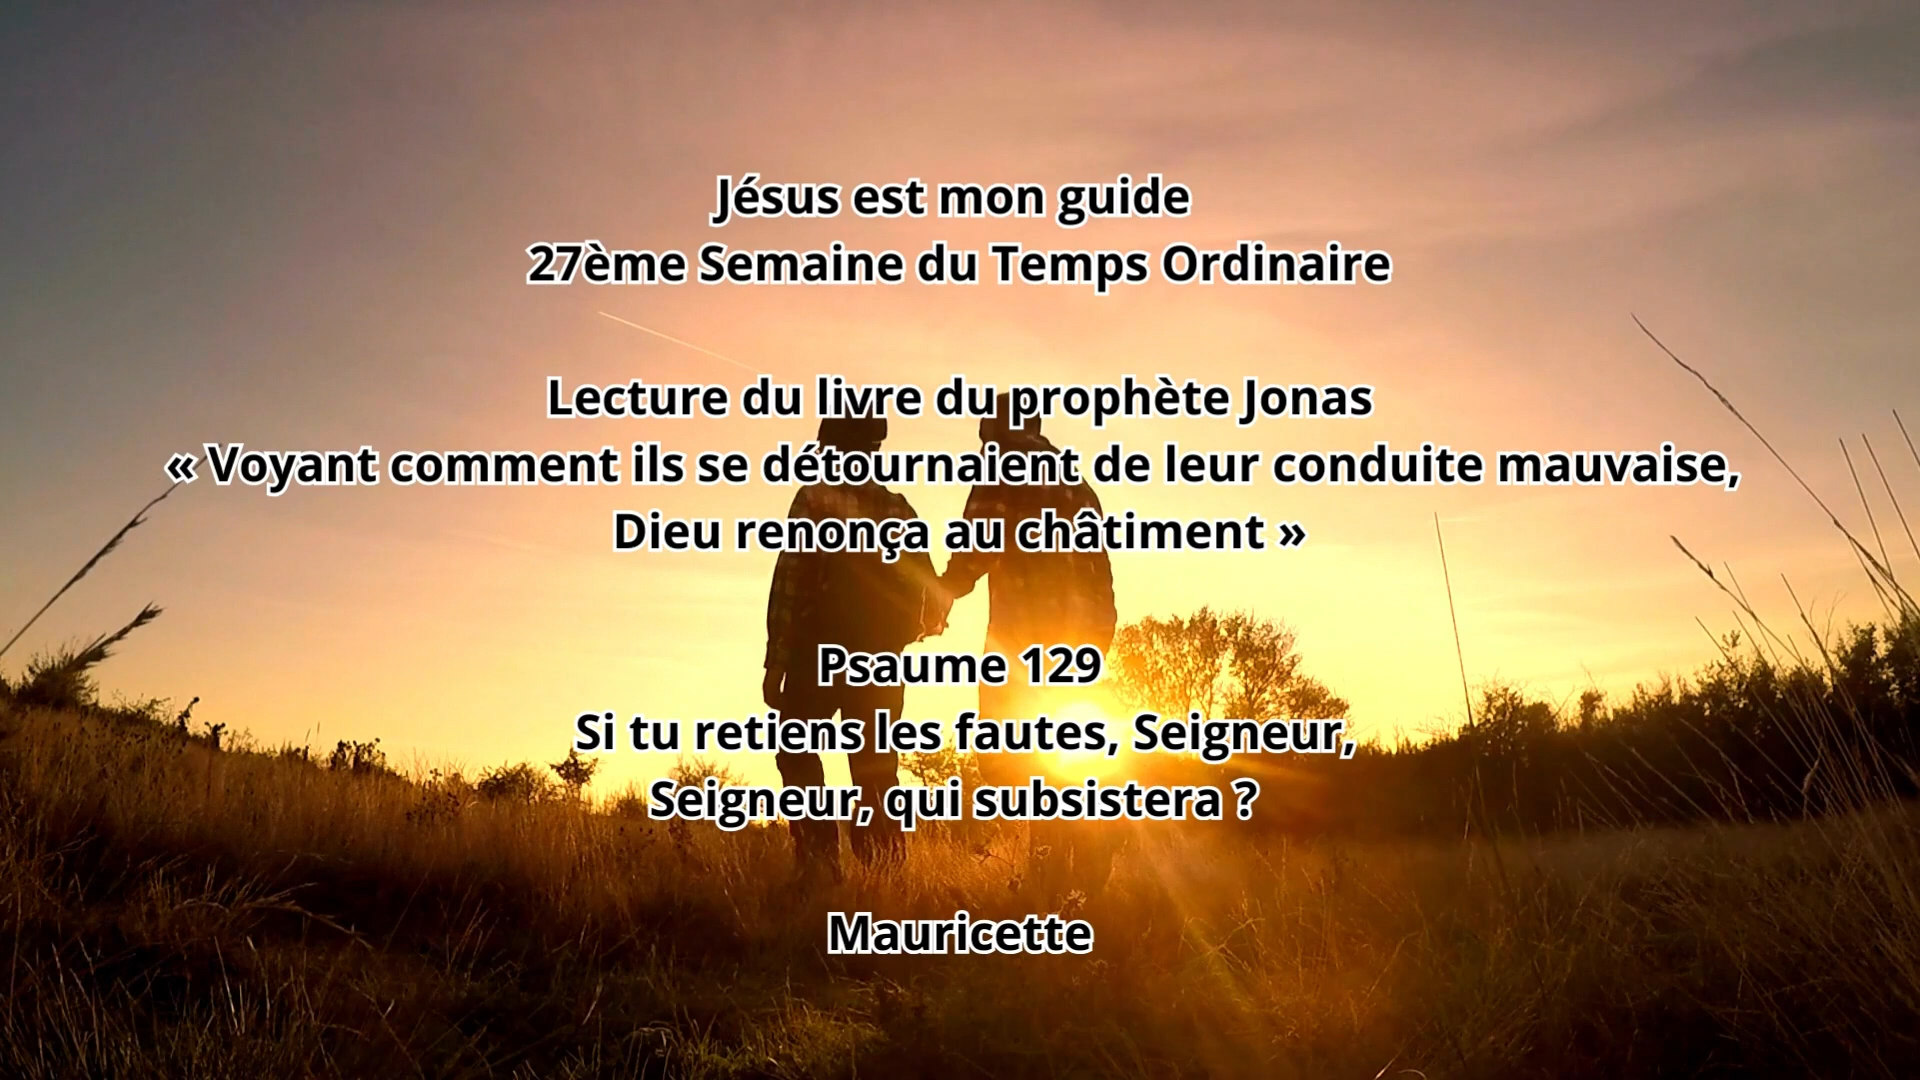 Jésus est mon guide
27ème Semaine du Temps Ordinaire
Lecture du livre du prophète Jonas
« Voyant comment ils se détournaient de leur conduite mauvaise,
Dieu renonça au châtiment »
Psaume 129
Si tu retiens les fautes, Seigneur,
Seigneur, qui subsistera ?
Mauricette